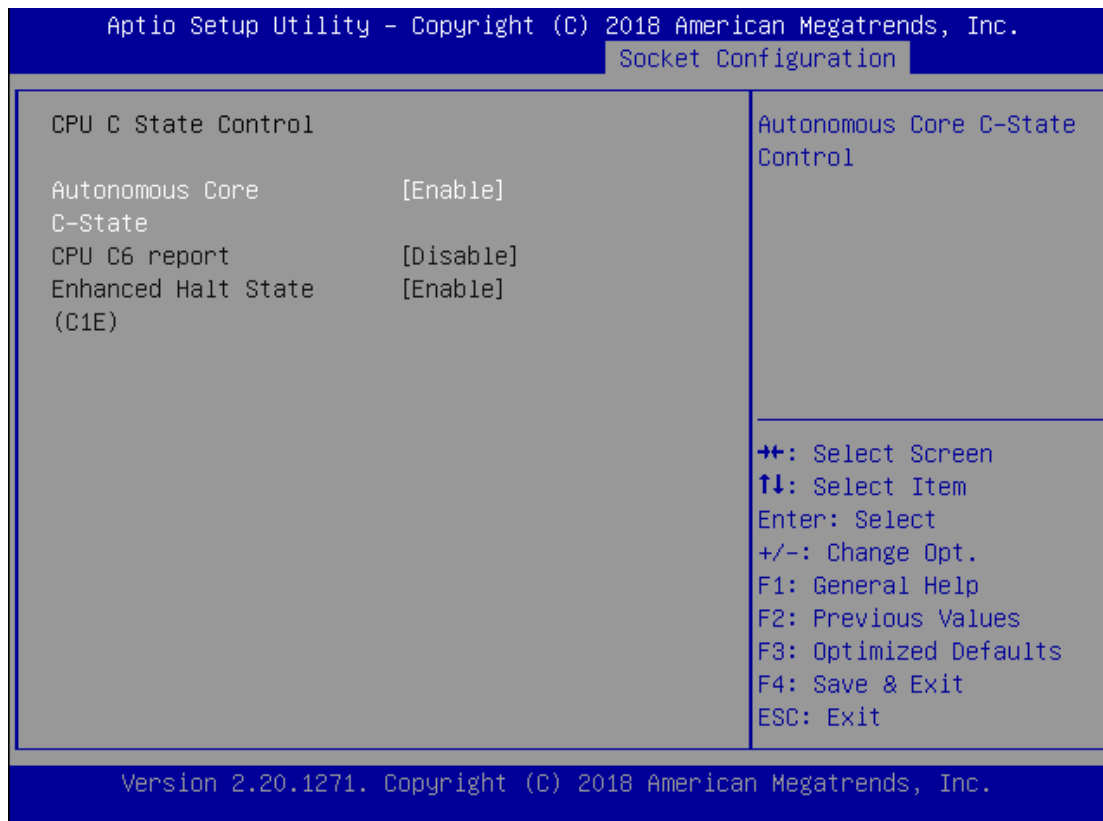 Aptio Setup Utility – Copyright (C) 2018 American Megatrends, Inc.
Socket Configuration
CPU C State Control
Autonomous Core [Enable]
C-State
CPU C6 report [Disable]
Enhanced Halt State [Enable]
(C1E)
Autonomous Core C-State
Control
→←: Select Screen
↑↓: Select Item
Enter: Select
+/-: Change Opt.
F1: General Help
F2: Previous Values
F3: Optimized Defaults
F4: Save & Exit
ESC: Exit
Version 2.20.1271. Copyright (C) 2018 American Megatrends, Inc.